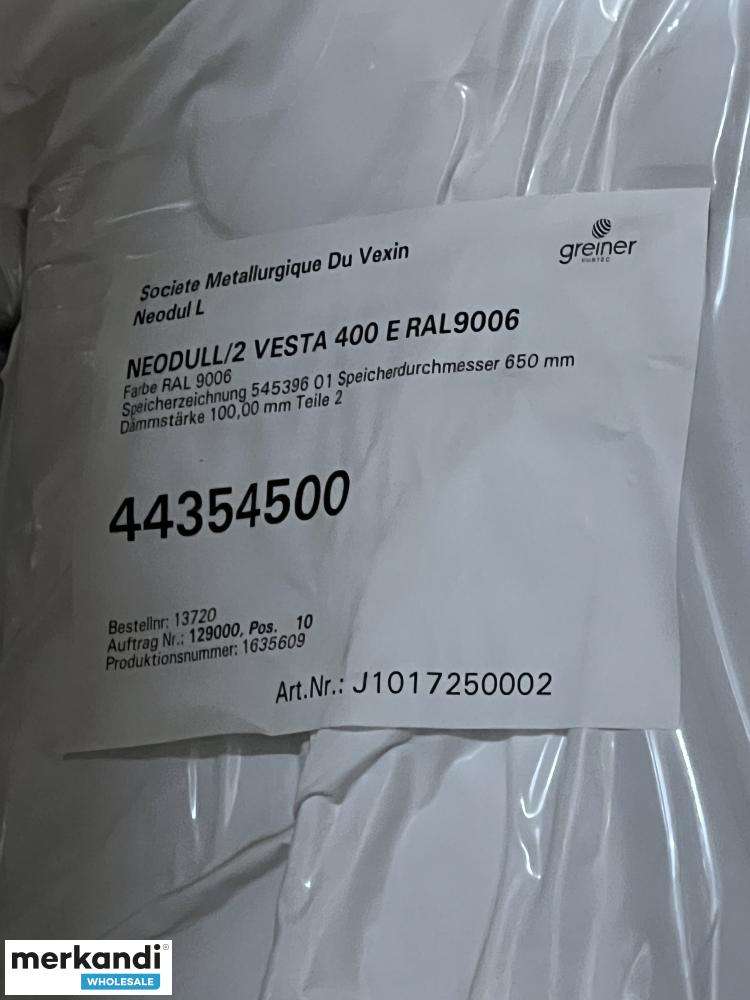 Societe Metallurgique Du Vexin
Neodul L
greiner
PURTEC
NEODULL/2 VESTA 400 E RAL9006
Farbe RAL 9006
Speicherzeichnung 545396 01 Speicherdurchmesser 650 mm
Dämmstärke 100,00 mm Teile 2
44354500
Bestellnr: 13720
Auftrag Nr.: 129000, Pos. 10
Produktionsnummer: 1635609
Art.Nr.: J1017250002
merkandi®
WHOLESALE